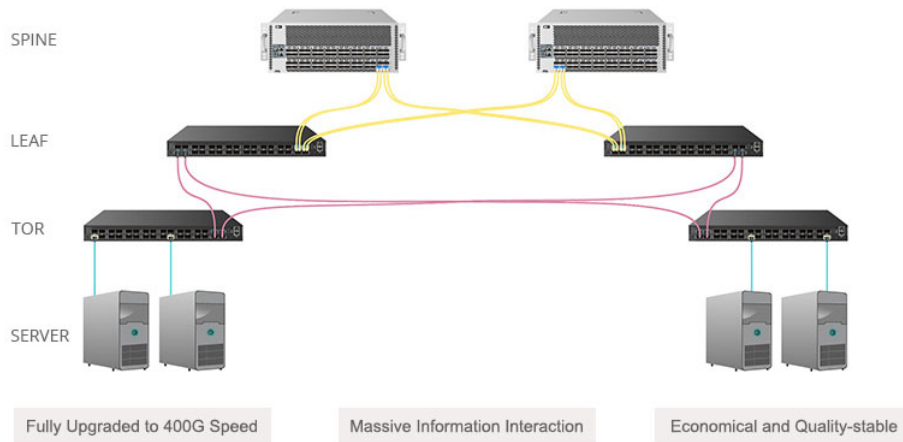 SPINE
LEAF
TOR
SERVER
Fully Upgraded to 400G Speed
Massive Information Interaction
Economical and Quality-stable